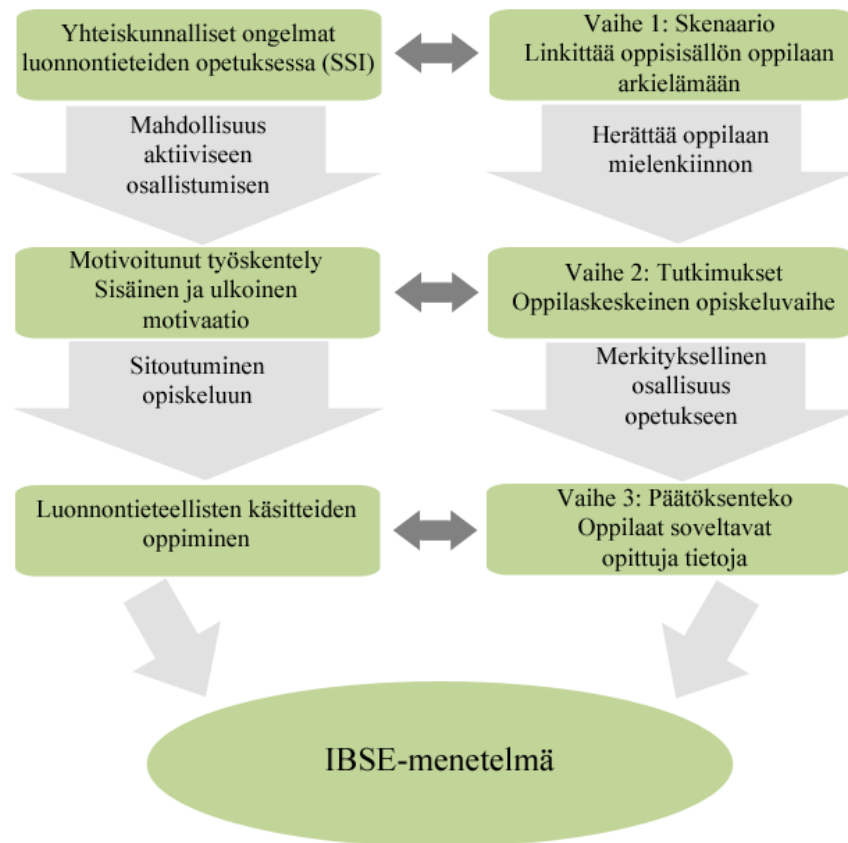 Yhteiskunnalliset ongelmat
luonnontieteiden opetuksessa (SSI)
Vaihe 1: Skenaario
Linkittää oppisisällön oppilaan
arkielämään
Mahdollisuus
aktiiviseen
osallistumisen
Herättää oppilaan
mielenkiinnon
Motivoitunut työskentely
Sisäinen ja ulkoinen
motivaatio
Vaihe 2: Tutkimukset
Oppilaskeskeinen opiskeluvaihe
Sitoutuminen
opiskeluun
Merkityksellinen
osallisuus
opetukseen
Luonnontieteellisten käsitteiden
oppiminen
Vaihe 3: Päätöksenteko
Oppilaat soveltavat
opittuja tietoja
IBSE-menetelmä